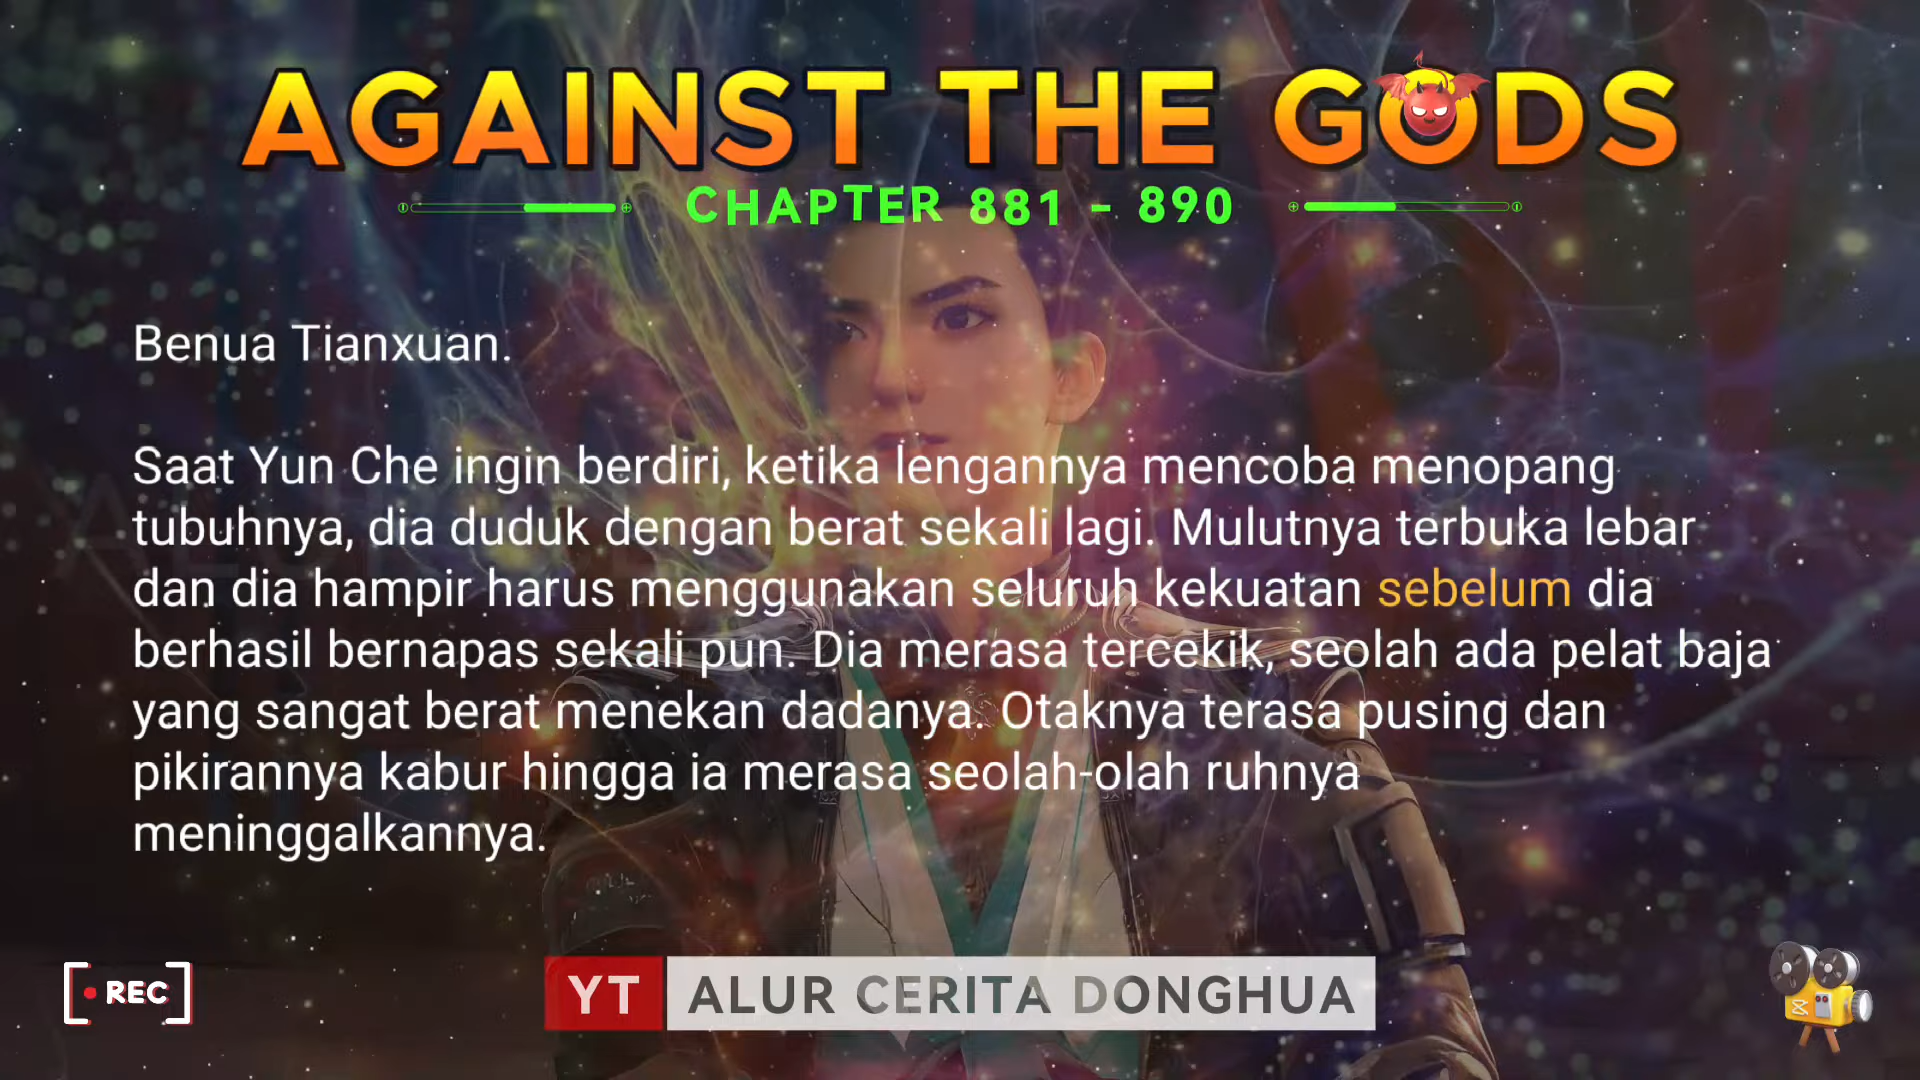 AGAINST THE GODS
CHAPTER 881 - 890
Benua Tianxuan.
Saat Yun Che ingin berdiri, ketika lengannya mencoba menopang
tubuhnya, dia duduk dengan berat sekali lagi. Mulutnya terbuka lebar
dan dia hampir harus menggunakan seluruh kekuatan sebelum dia
berhasil bernapas sekali pun. Dia merasa tercekik, seolah ada pelat baja
yang sangat berat menekan dadanya. Otaknya terasa pusing dan
pikirannya kabur hingga ia merasa seolah-olah ruhnya
meninggalkannya.
REC
YT ALUR CERITA DONGHUA